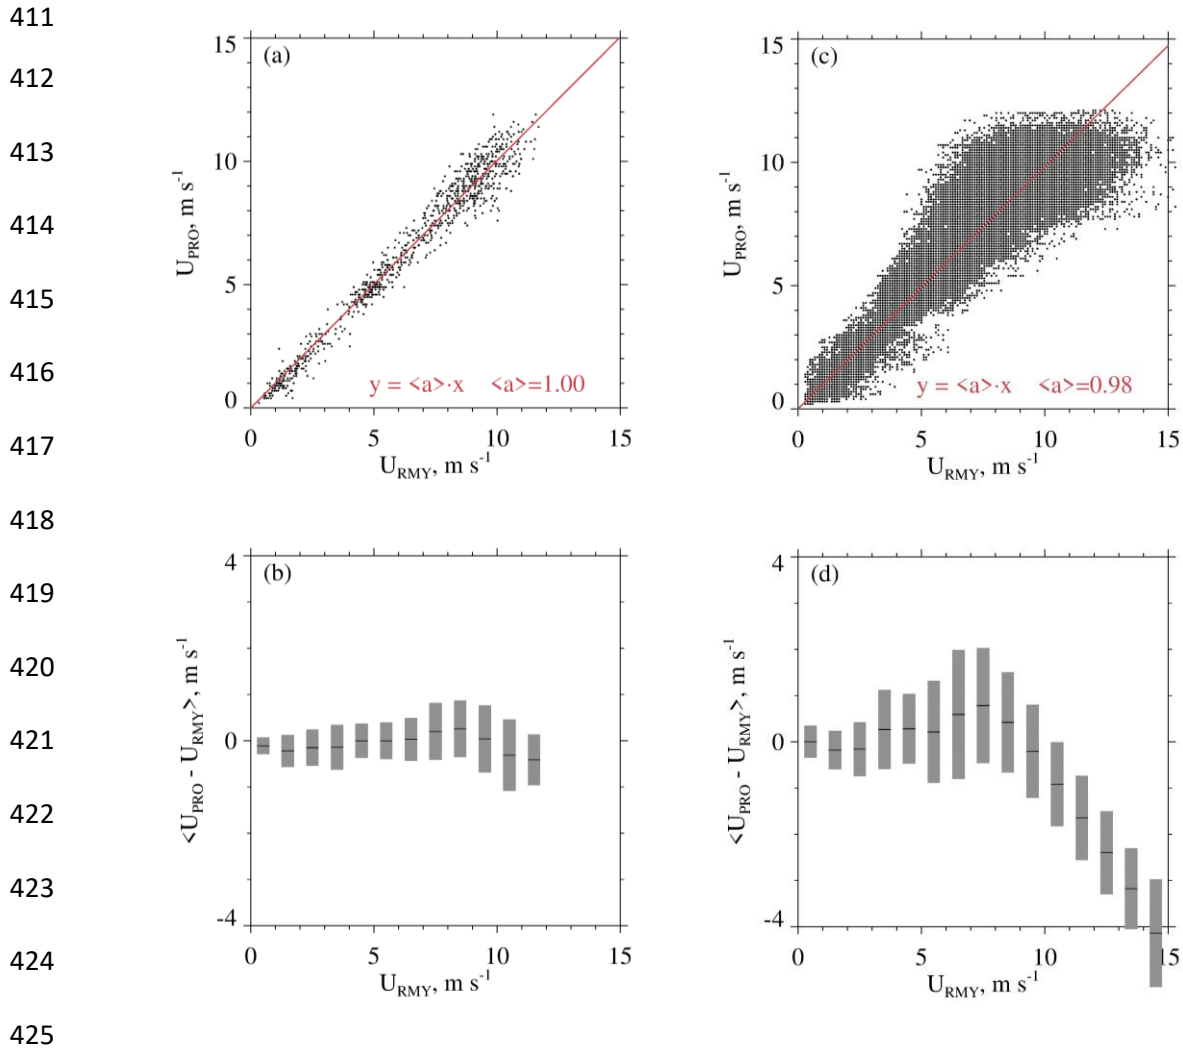 411
412
413
414
415
416
417
418
419
420
421
422
423
424
425
(a)
15
10
5
0
U_PRO, m s⁻¹
y = <a>·x <a>=1.00
0 5 10 15
U_RMY, m s⁻¹
(c)
15
10
5
0
U_PRO, m s⁻¹
y = <a>·x <a>=0.98
0 5 10 15
U_RMY, m s⁻¹
(b)
4
0
-4
<U_PRO - U_RMY>, m s⁻¹
0 5 10 15
U_RMY, m s⁻¹
(d)
4
0
-4
<U_PRO - U_RMY>, m s⁻¹
0 5 10 15
U_RMY, m s⁻¹